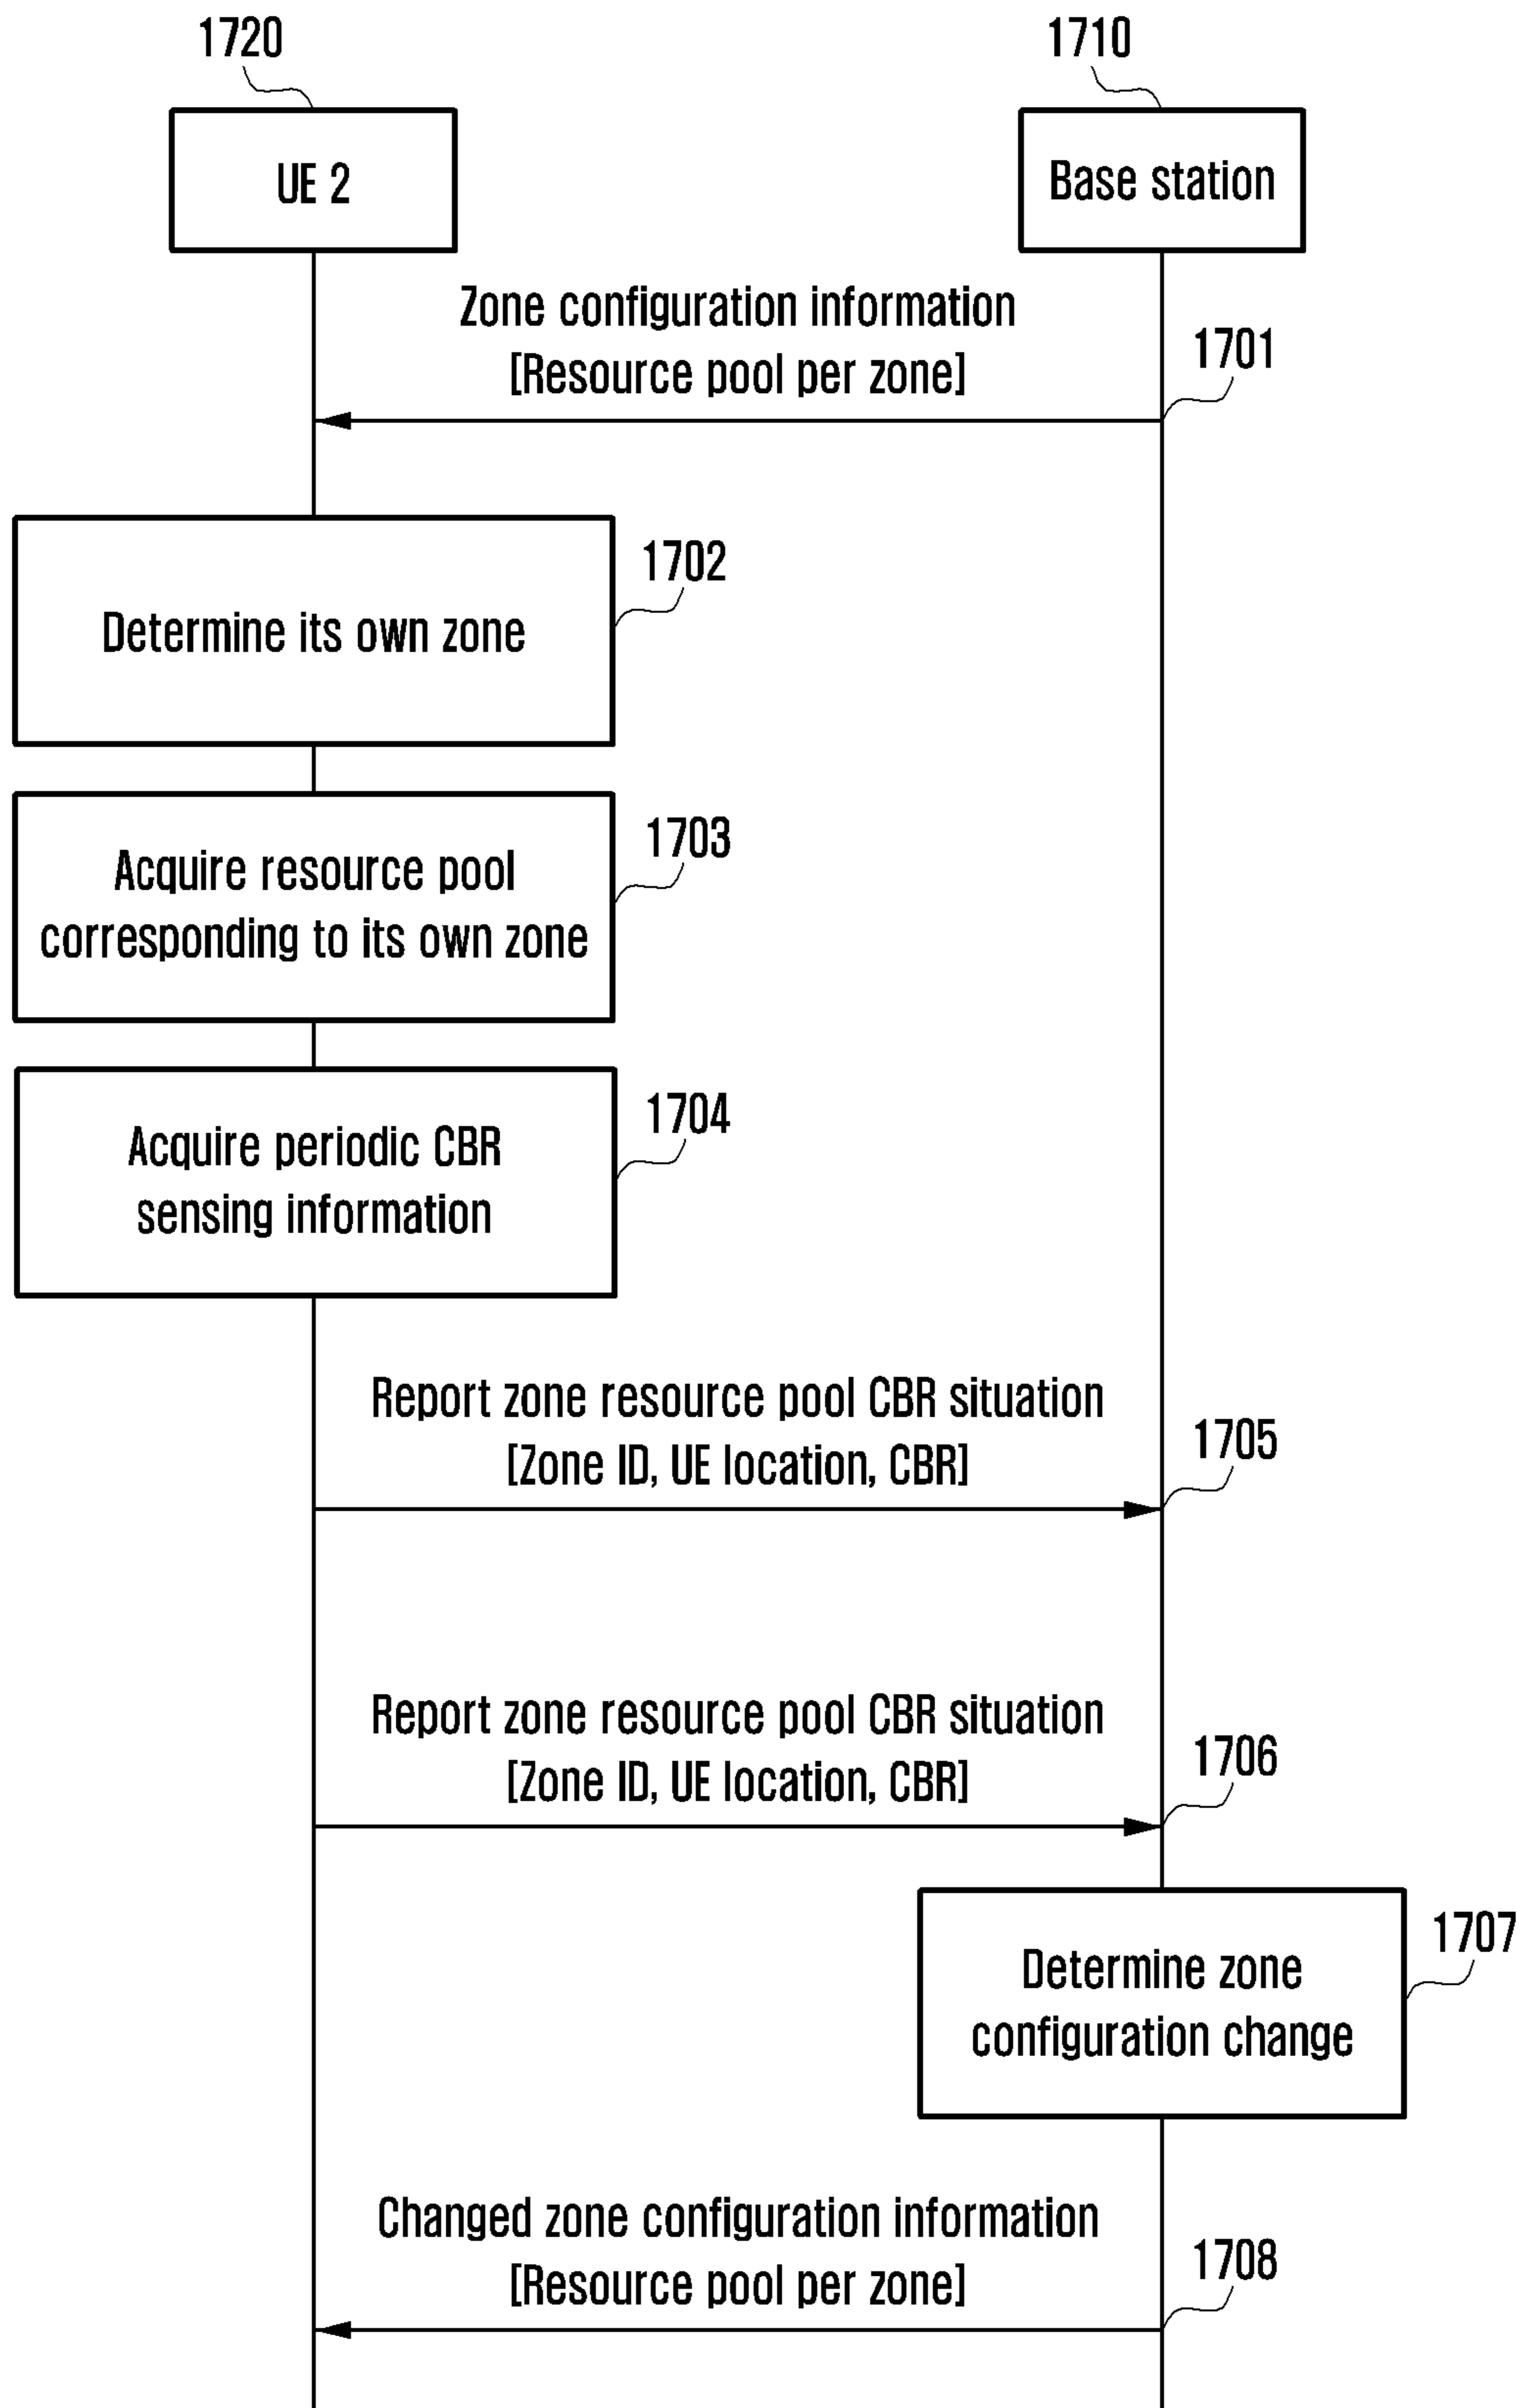 1720
1710
UE 2
Base station
Zone configuration information
[Resource pool per zone]
1701
Determine its own zone
1702
Acquire resource pool
corresponding to its own zone
1703
Acquire periodic CBR
sensing information
1704
Report zone resource pool CBR situation
[Zone ID, UE location, CBR]
1705
Report zone resource pool CBR situation
[Zone ID, UE location, CBR]
1706
Determine zone
configuration change
1707
Changed zone configuration information
[Resource pool per zone]
1708